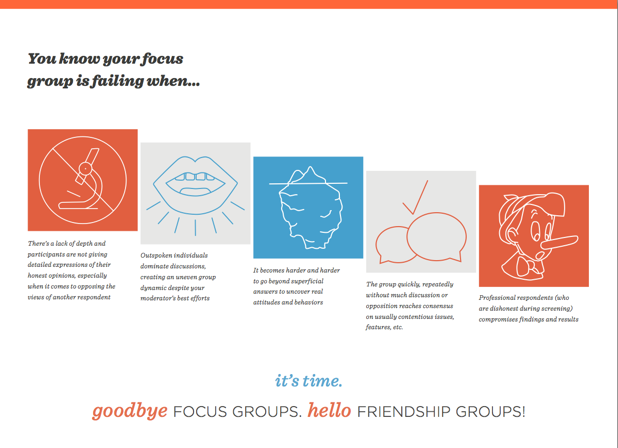 You know your focus
group is failing when...
There's a lack of depth and
participants are not giving
detailed expressions of their
honest opinions, especially
when it comes to opposing the
views of another respondent
Outspoken individuals
dominate discussions,
creating an uneven group
dynamic despite your
moderator's best efforts
It becomes harder and harder
to go beyond superficial
answers to uncover real
attitudes and behaviors
The group quickly, repeatedly
without much discussion or
opposition reaches consensus
on usually contentious issues,
features, etc.
Professional respondents (who
are dishonest during screening)
compromises findings and results
it's time.
goodbye FOCUS GROUPS. hello FRIENDSHIP GROUPS!